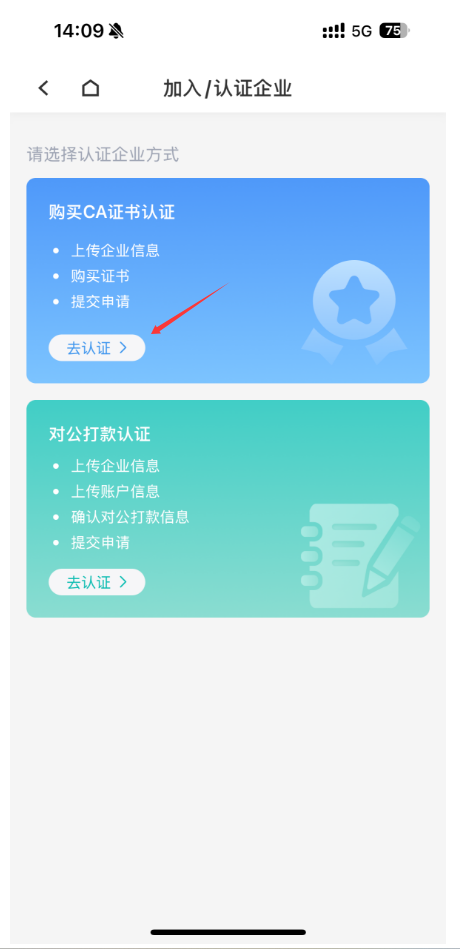 14:09 5G 75
加入/认证企业
请选择认证企业方式
购买CA证书认证
上传企业信息
购买证书
提交申请
去认证
对公打款认证
上传企业信息
上传账户信息
确认对公打款信息
提交申请
去认证